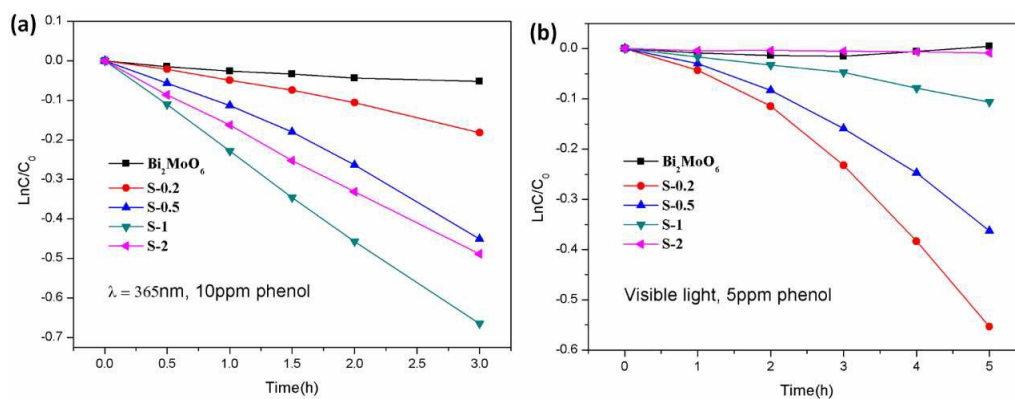 (a)
0.1
0.0
-0.1
-0.2
-0.3
-0.4
-0.5
-0.6
-0.7
LnC/C₀
Bi₂MoO₆
S-0.2
S-0.5
S-1
S-2
λ = 365nm, 10ppm phenol
0.0 0.5 1.0 1.5 2.0 2.5 3.0
Time(h)
(b)
0.0
-0.1
-0.2
-0.3
-0.4
-0.5
-0.6
LnC/C₀
Bi₂MoO₆
S-0.2
S-0.5
S-1
S-2
Visible light, 5ppm phenol
0 1 2 3 4 5
Time(h)